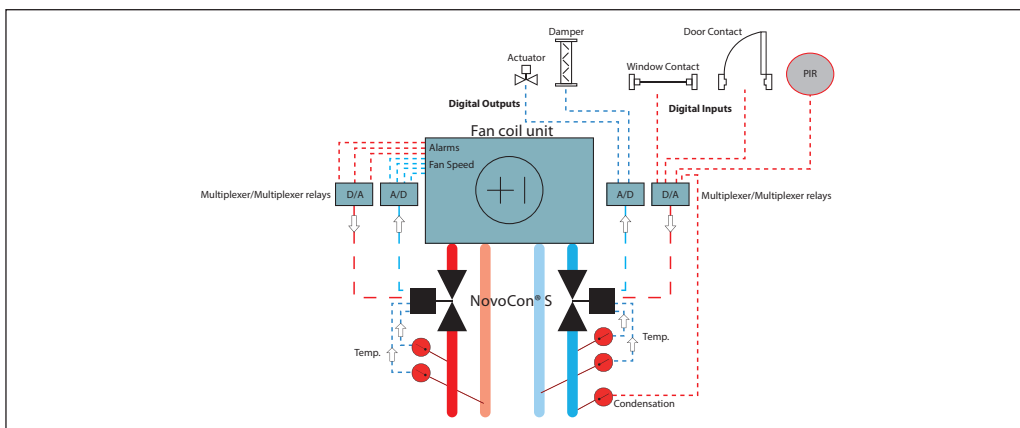 Damper
Door Contact
Actuator
Window Contact
PIR
Digital Outputs
Digital Inputs
Fan coil unit
Alarms
Fan Speed
Multiplexer/Multiplexer relays
D/A
A/D
A/D
D/A
Multiplexer/Multiplexer relays
NovoCon® S
Temp.
Temp.
Condensation